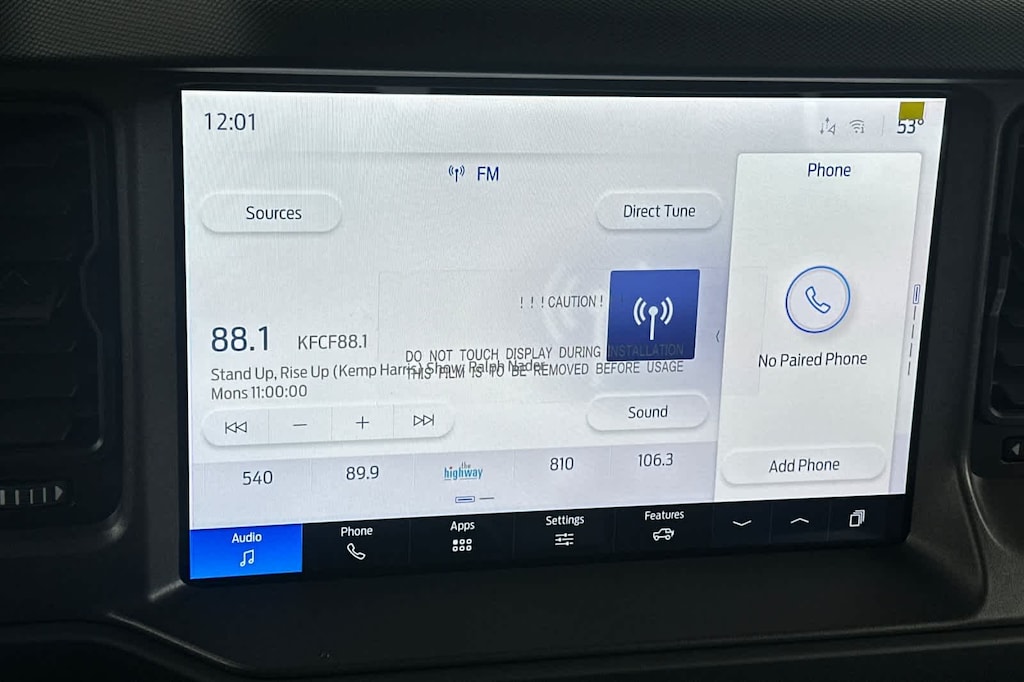 12:01
53°
FM
Phone
Sources
Direct Tune
! ! ! CAUTION !
88.1 KFCF88.1
DO NOT TOUCH DISPLAY DURING INSTALLATION
THIS FILM IS TO BE REMOVED BEFORE USAGE
Stand Up, Rise Up (Kemp Harris) Show; Ralph Nader
Mons 11:00:00
No Paired Phone
Sound
540
89.9
the highway
810
106.3
Add Phone
Audio
Phone
Apps
Settings
Features